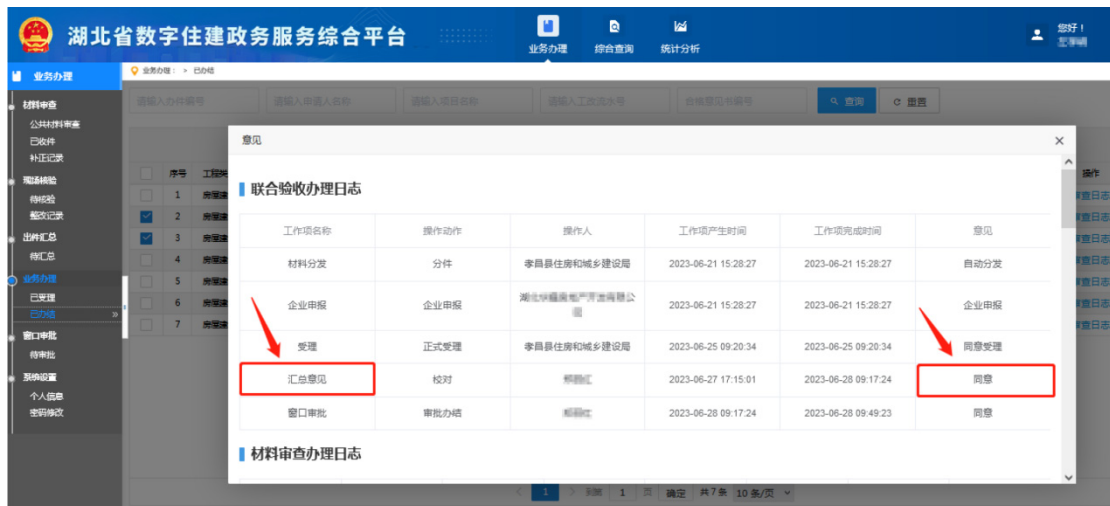 湖北省数字住建政务服务综合平台
业务办理 综合查询 统计分析
您好！
业务办理
业务办理： > 已办结
材料审查
公共材料审查
已收件
补正记录
现场核验
待核验
整改记录
出件汇总
待汇总
业务办理
已受理
已办结
窗口审批
待审批
系统设置
个人信息
密码修改
请输入办件编号 请输入申请人名称 请输入项目名称 请输入工改流水号 合格意见书编号 查询 重置
序号 操作
1
2
3
4
5
6
7
意见
联合验收办理日志
工作项名称 操作动作 操作人 工作项产生时间 工作项完成时间 意见
材料分发 分件 孝昌县住房和城乡建设局 2023-06-21 15:28:27 2023-06-21 15:28:27 自动分发
企业申报 企业申报 2023-06-21 15:28:27 2023-06-21 15:28:27 企业申报
受理 正式受理 孝昌县住房和城乡建设局 2023-06-25 09:20:34 2023-06-25 09:20:34 同意受理
汇总意见 校对 2023-06-27 17:15:01 2023-06-28 09:17:24 同意
窗口审批 审批办结 2023-06-28 09:17:24 2023-06-28 09:49:23 同意
材料审查办理日志
1 到第 1 页 确定 共7条 10条/页